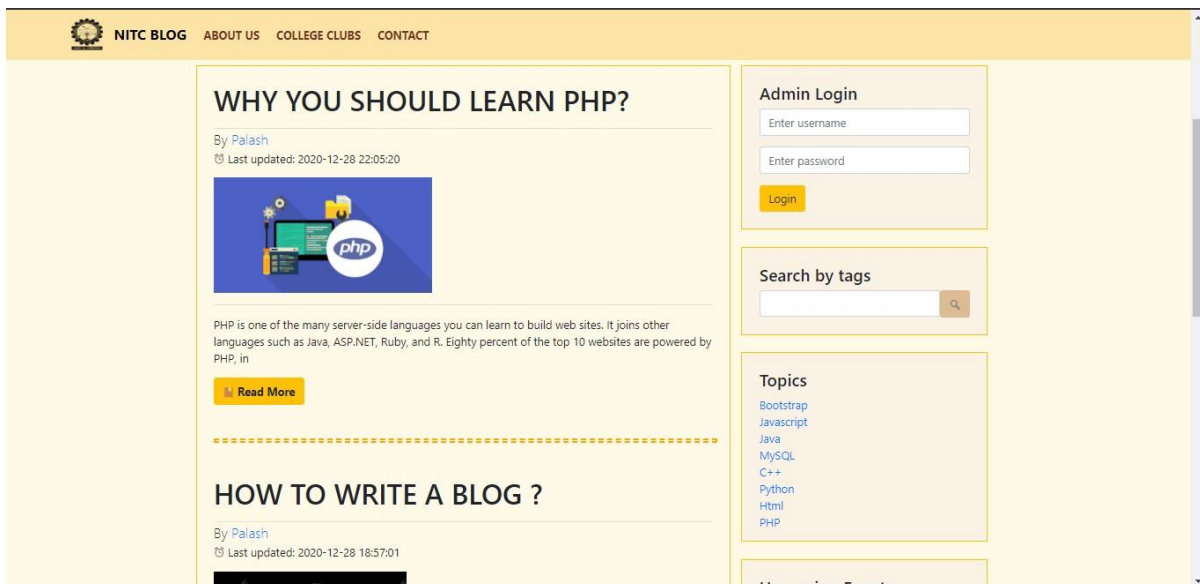 NITC BLOG ABOUT US COLLEGE CLUBS CONTACT
WHY YOU SHOULD LEARN PHP?
By Palash
Last updated: 2020-12-28 22:05:20
php
PHP is one of the many server-side languages you can learn to build web sites. It joins other
languages such as Java, ASP.NET, Ruby, and R. Eighty percent of the top 10 websites are powered by
PHP, in
Read More
HOW TO WRITE A BLOG ?
By Palash
Last updated: 2020-12-28 18:57:01
Admin Login
Enter username
Enter password
Login
Search by tags
Topics
Bootstrap
Javascript
Java
MySQL
C++
Python
Html
PHP